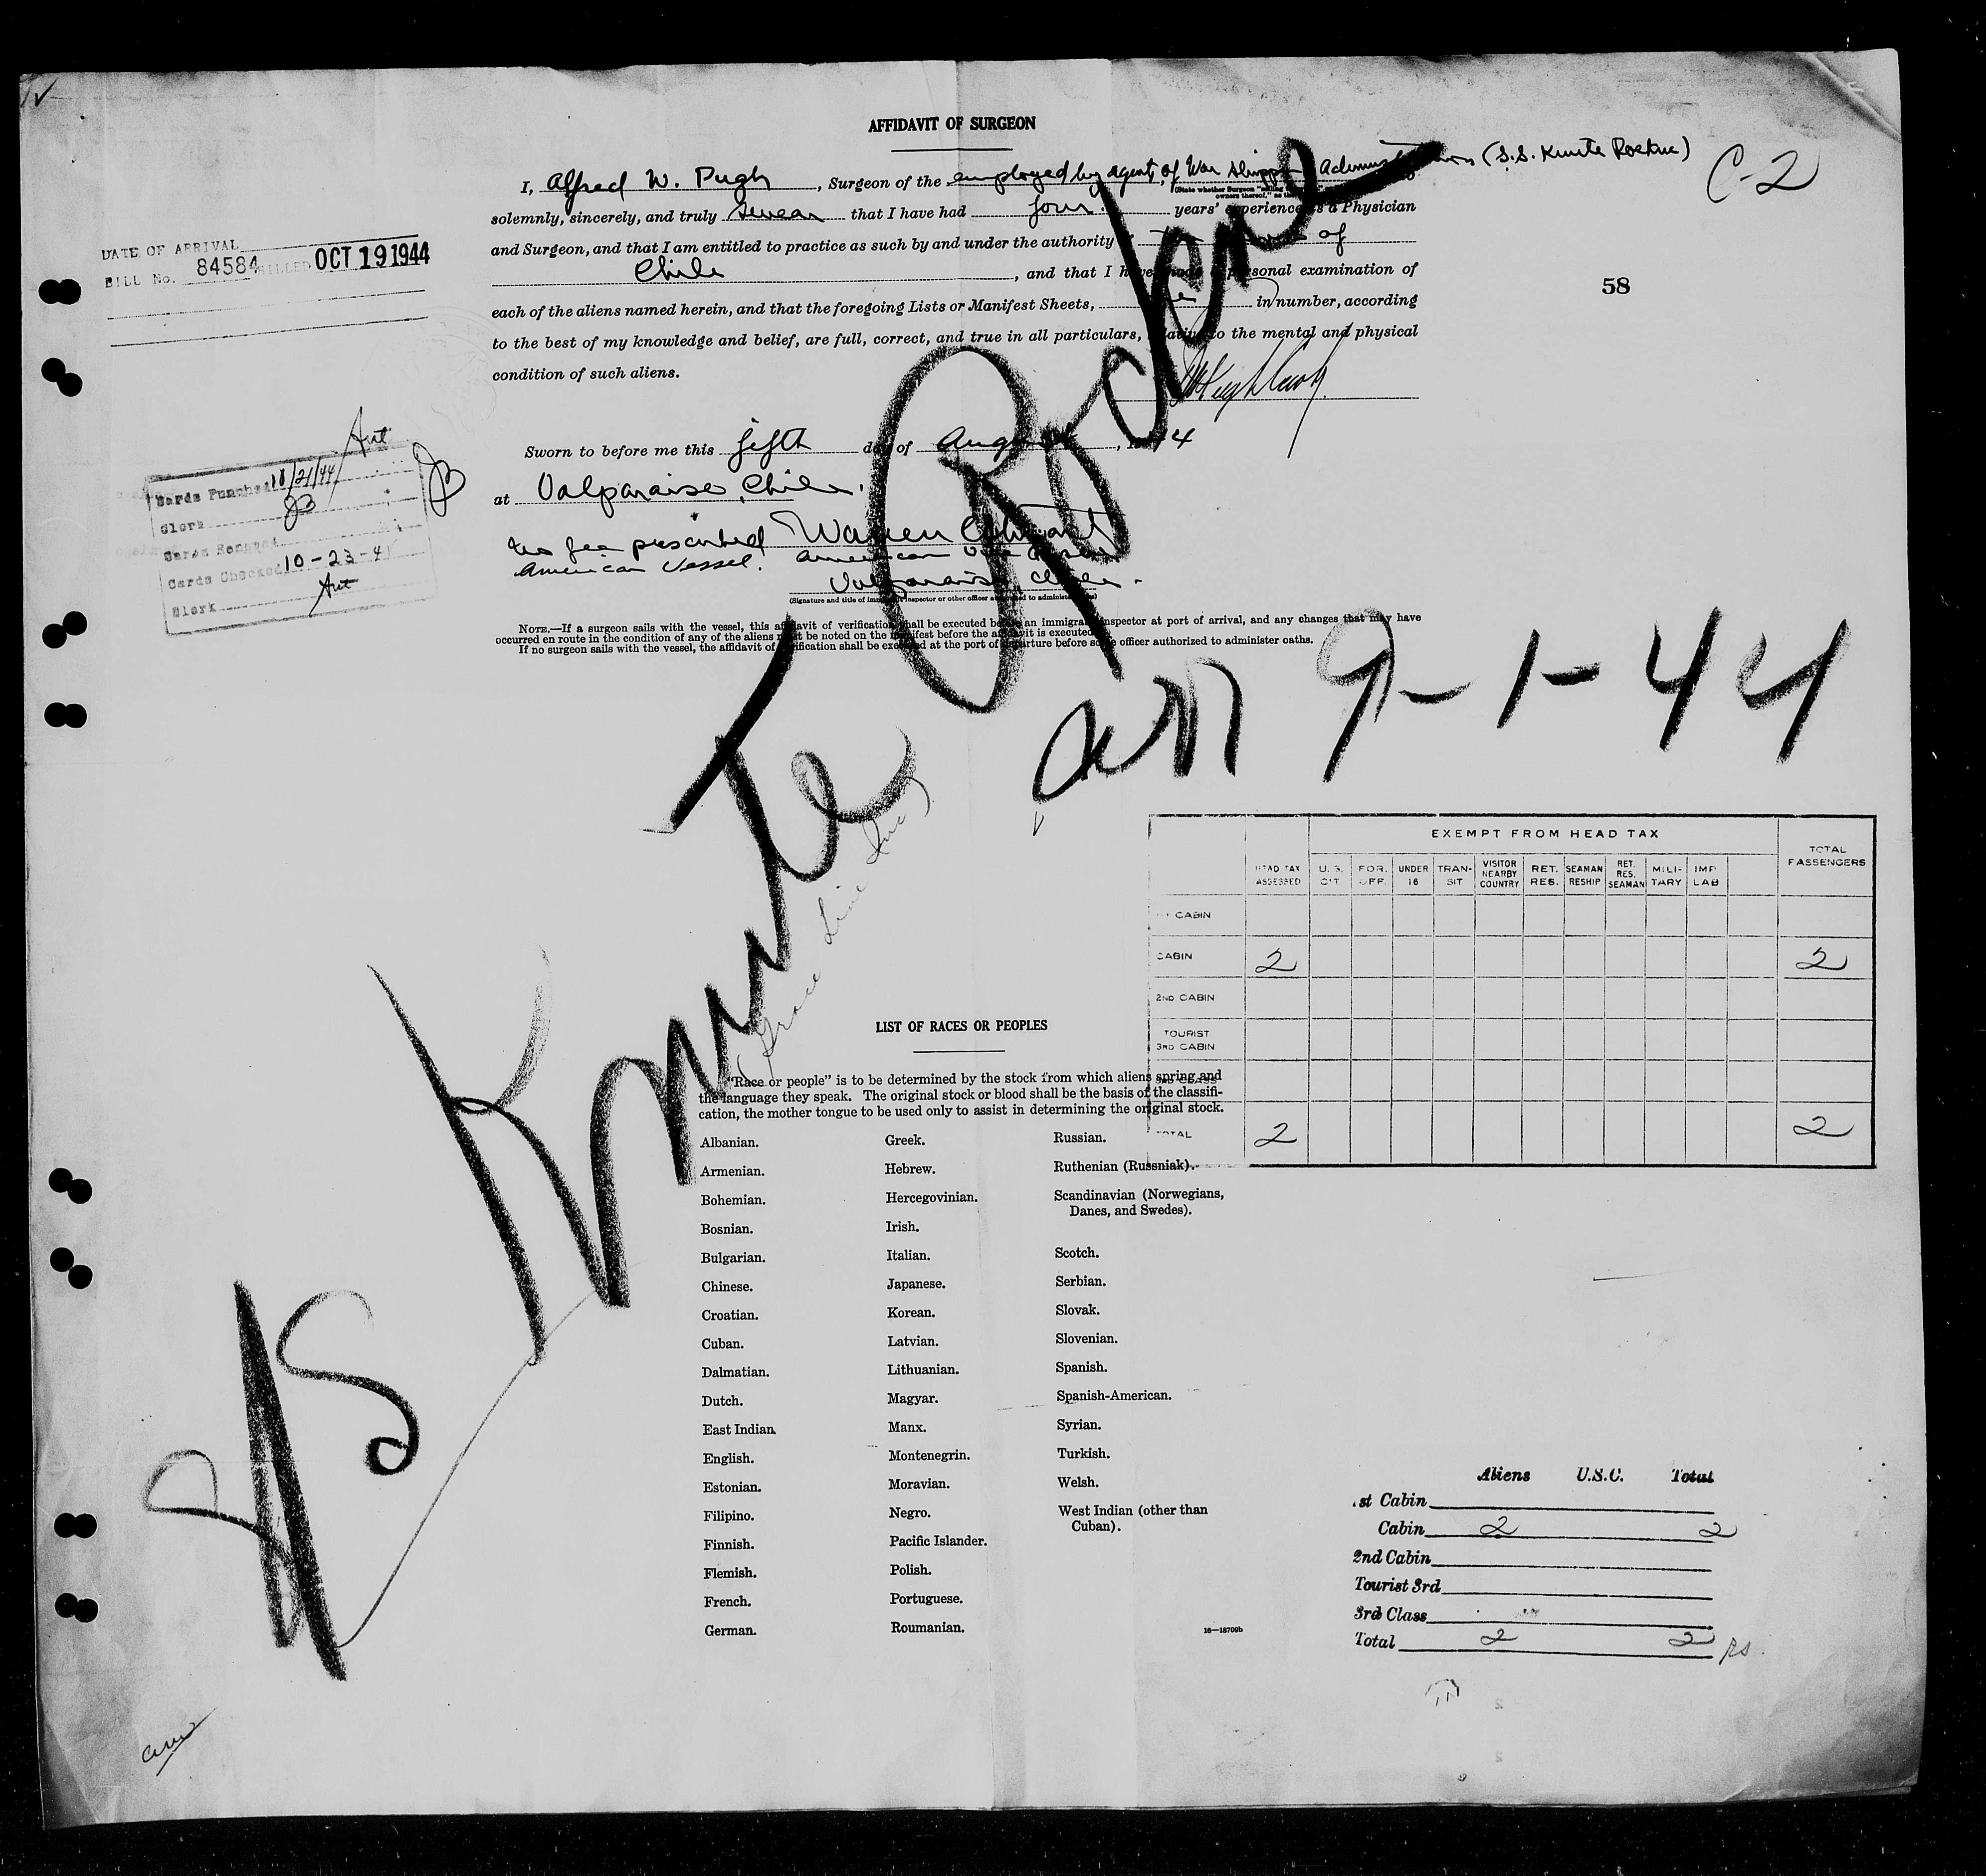 AFFIDAVIT OF SURGEON
I, Alfred W. Pugh, Surgeon of the employed by agent of War Shipping Administration (S.S. Knute Rockne)
C-2
solemnly, sincerely, and truly swear that I have had four years' experience as a Physician
and Surgeon, and that I am entitled to practice as such by and under the authority of
Chile, and that I have made a personal examination of
each of the aliens named herein, and that the foregoing Lists or Manifest Sheets, in number, according
to the best of my knowledge and belief, are full, correct, and true in all particulars, relative to the mental and physical
condition of such aliens.
DATE OF ARRIVAL
BILL No. 84584 BILLED OCT 19 1944
58
Sworn to before me this fifth day of August, 1944
at Valparaiso, Chile.
No fee prescribed Warren
American Vessel. American Vice Consul
Valparaiso, Chile.
(Signature and title of immigrant inspector or other officer authorized to administer oaths)
Cards Punched 10/21/44 Aut
Clerk
Cards Checked 10-23-4
Aut
Clerk
NOTE.—If a surgeon sails with the vessel, this affidavit of verification shall be executed before an immigrant inspector at port of arrival, and any changes that may have
occurred en route in the condition of any of the aliens must be noted on the manifest before the affidavit is executed.
If no surgeon sails with the vessel, the affidavit of verification shall be executed at the port of departure before some officer authorized to administer oaths.
SS Knute Rockne
arr 9-1-44
(Grace Line Inc)
EXEMPT FROM HEAD TAX
HEAD TAX ASSESSED
U. S. CIT.
FOR. OFF.
UNDER 16
TRANSIT
VISITOR NEARBY COUNTRY
RET. RES.
SEAMAN RESHIP
RET. RES. SEAMAN
MILITARY
IMP LAB
TOTAL PASSENGERS
CABIN
CABIN 2 2
2ND CABIN
TOURIST 3RD CABIN
3RD CLASS
TOTAL 2 2
LIST OF RACES OR PEOPLES
"Race or people" is to be determined by the stock from which aliens spring and
the language they speak. The original stock or blood shall be the basis of the classifi-
cation, the mother tongue to be used only to assist in determining the original stock.
Albanian.
Armenian.
Bohemian.
Bosnian.
Bulgarian.
Chinese.
Croatian.
Cuban.
Dalmatian.
Dutch.
East Indian.
English.
Estonian.
Filipino.
Finnish.
Flemish.
French.
German.
Greek.
Hebrew.
Hercegovinian.
Irish.
Italian.
Japanese.
Korean.
Latvian.
Lithuanian.
Magyar.
Manx.
Montenegrin.
Moravian.
Negro.
Pacific Islander.
Polish.
Portuguese.
Roumanian.
Russian.
Ruthenian (Russniak).
Scandinavian (Norwegians,
Danes, and Swedes).
Scotch.
Serbian.
Slovak.
Slovenian.
Spanish.
Spanish-American.
Syrian.
Turkish.
Welsh.
West Indian (other than
Cuban).
16—18709b
Aliens U.S.C. Total
1st Cabin
Cabin 2 2
2nd Cabin
Tourist 3rd
3rd Class
Total 2 2 RS.